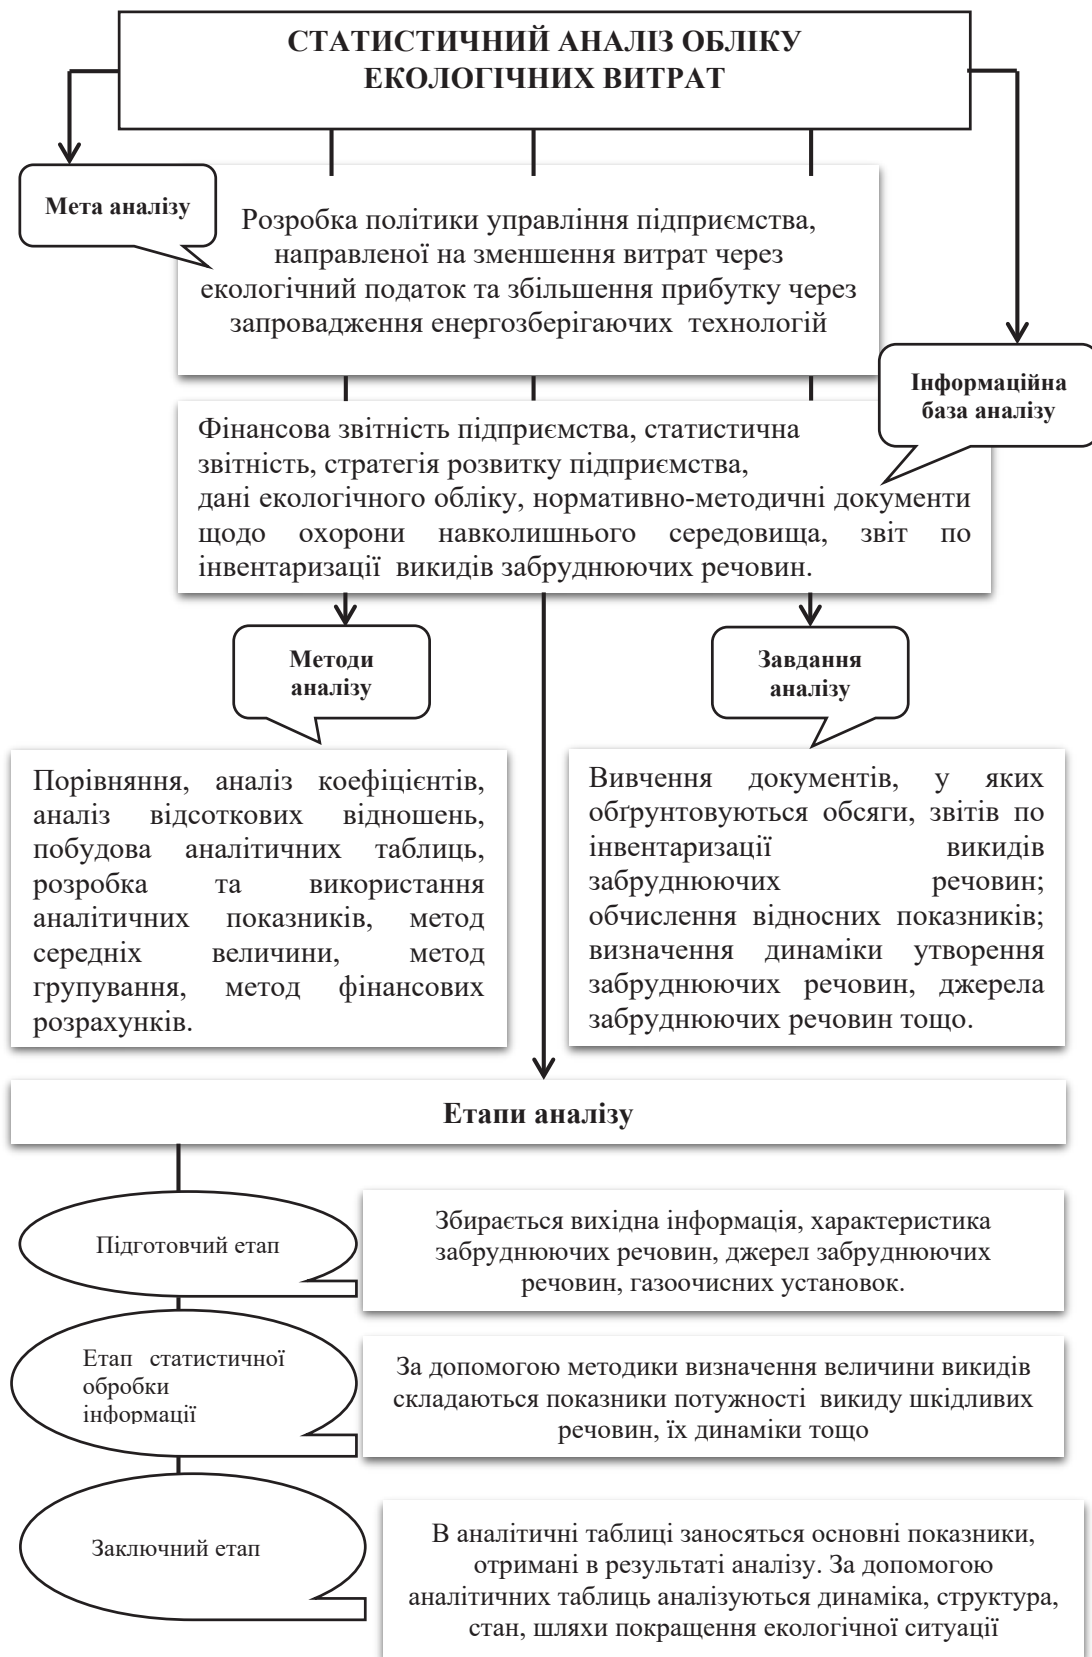 СТАТИСТИЧНИЙ АНАЛІЗ ОБЛІКУ
ЕКОЛОГІЧНИХ ВИТРАТ
Мета аналізу
Розробка політики управління підприємства,
направленої на зменшення витрат через
екологічний податок та збільшення прибутку через
запровадження енергозберігаючих технологій
Інформаційна
база аналізу
Фінансова звітність підприємства, статистична
звітність, стратегія розвитку підприємства,
дані екологічного обліку, нормативно-методичні документи
щодо охорони навколишнього середовища, звіт по
інвентаризації викидів забруднюючих речовин.
Методи
аналізу
Завдання
аналізу
Порівняння, аналіз коефіцієнтів,
аналіз відсоткових відношень,
побудова аналітичних таблиць,
розробка та використання
аналітичних показників, метод
середніх величини, метод
групування, метод фінансових
розрахунків.
Вивчення документів, у яких
обґрунтовуються обсяги, звітів по
інвентаризації викидів
забруднюючих речовин;
обчислення відносних показників;
визначення динаміки утворення
забруднюючих речовин, джерела
забруднюючих речовин тощо.
Етапи аналізу
Підготовчий етап
Збирається вихідна інформація, характеристика
забруднюючих речовин, джерел забруднюючих
речовин, газоочисних установок.
Етап статистичної
обробки
інформації
За допомогою методики визначення величини викидів
складаються показники потужності викиду шкідливих
речовин, їх динаміки тощо
Заключний етап
В аналітичні таблиці заносяться основні показники,
отримані в результаті аналізу. За допомогою
аналітичних таблиць аналізуються динаміка, структура,
стан, шляхи покращення екологічної ситуації